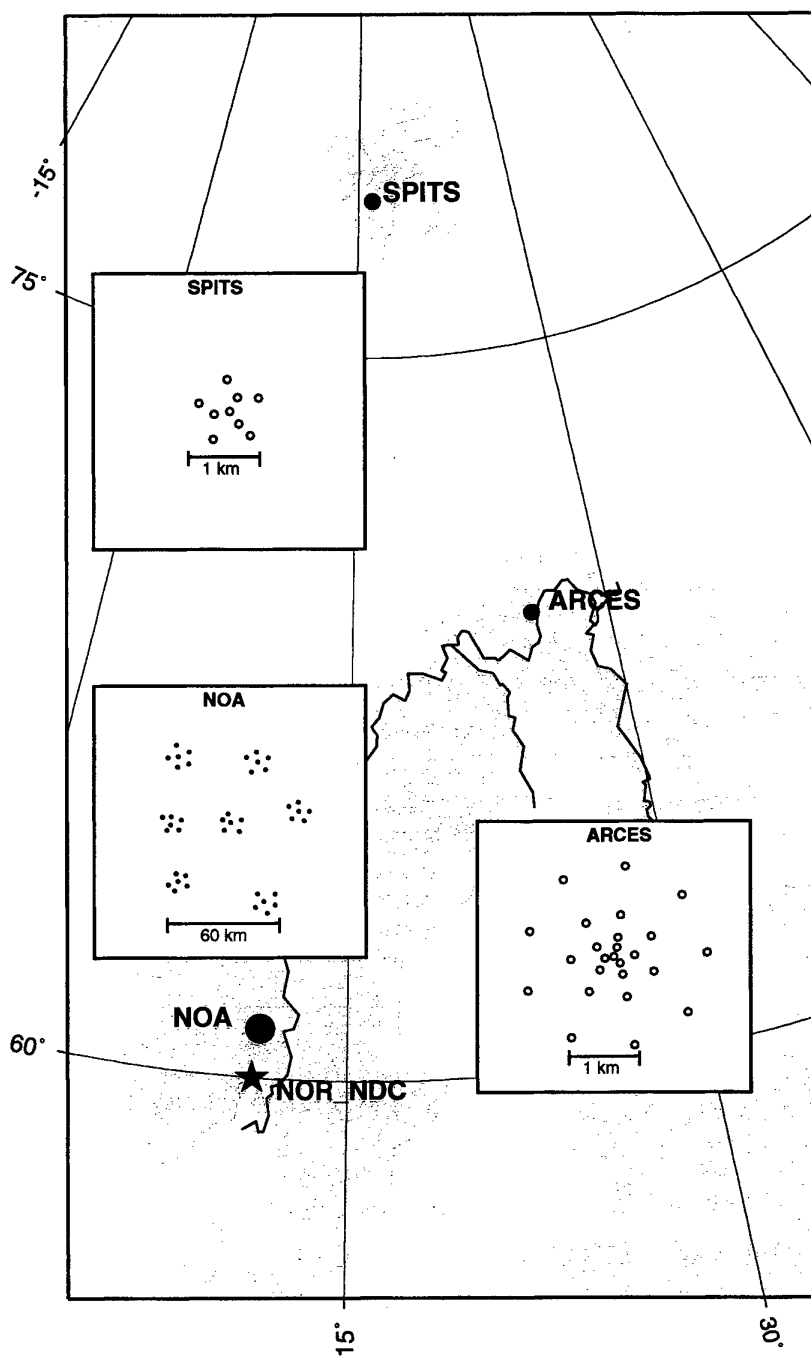 SPITS
-15°
75°
SPITS
1 km
ARCES
NOA
60 km
ARCES
1 km
NOA
60°
NOR_NDC
15°
30°